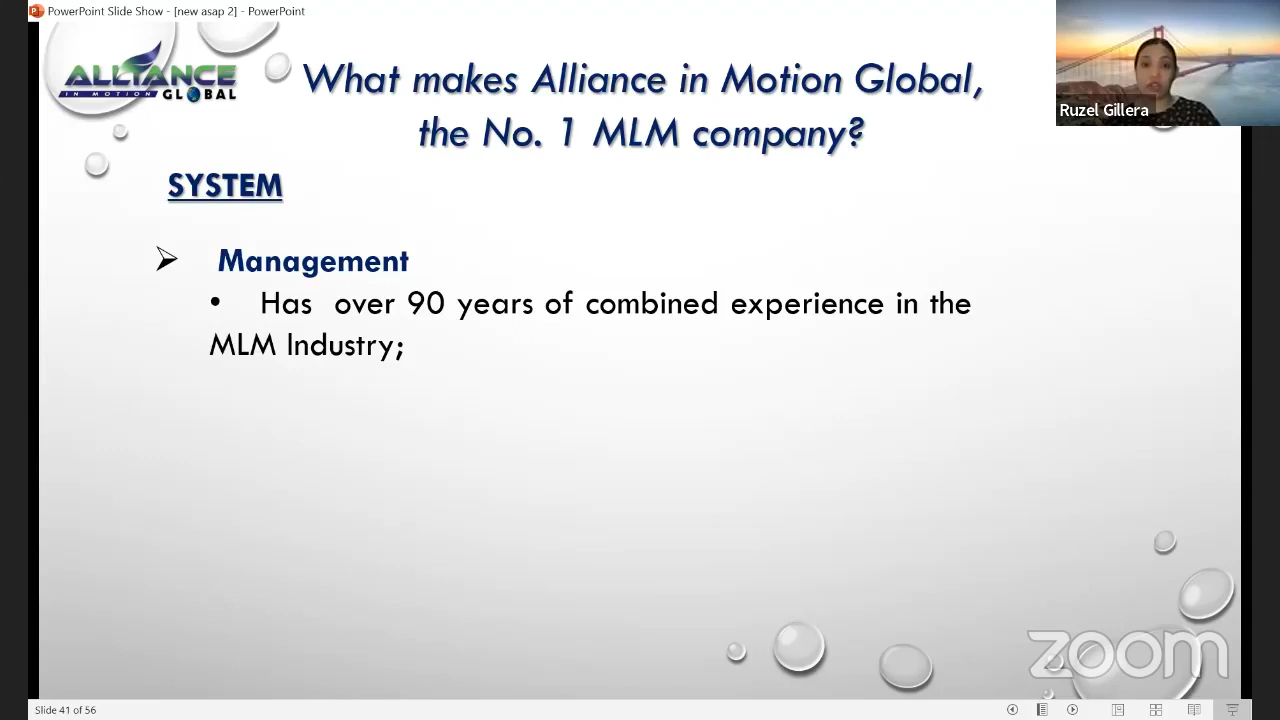 PowerPoint Slide Show - [new asap 2] - PowerPoint
ALLIANCE
IN MOTION GLOBAL
What makes Alliance in Motion Global,
the No. 1 MLM company?
Ruzel Gillera
SYSTEM
Management
• Has over 90 years of combined experience in the
MLM Industry;
zoom
Slide 41 of 56